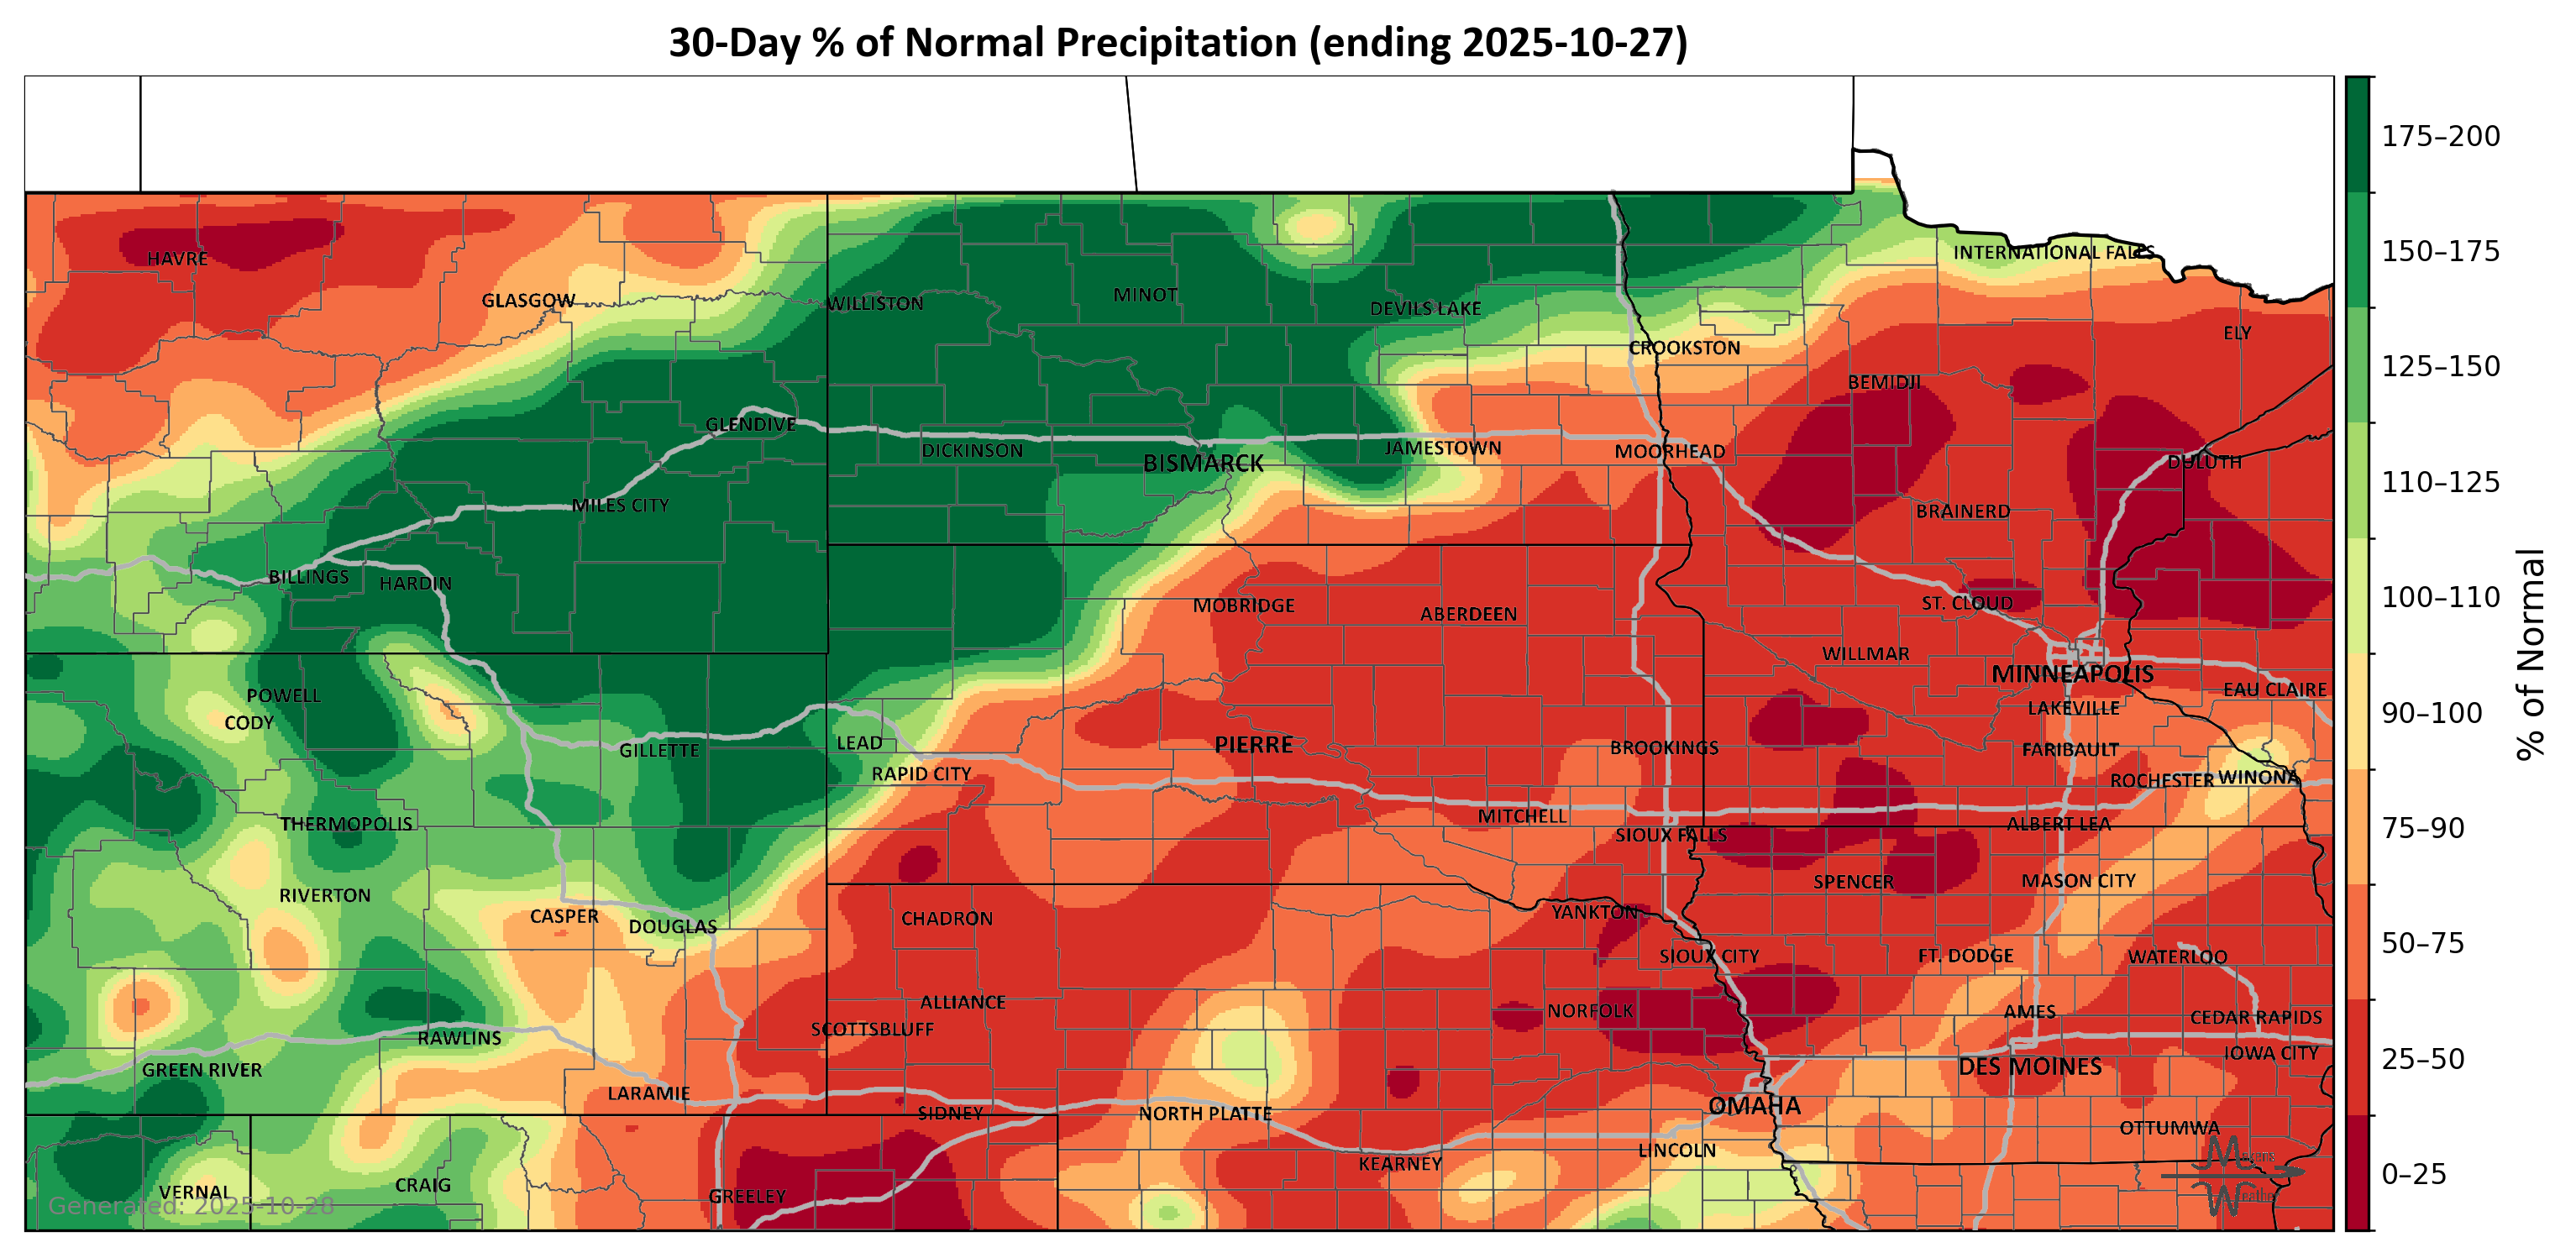 30-Day % of Normal Precipitation (ending 2025-10-27)
175–200
150–175
125–150
110–125
100–110
90–100
75–90
50–75
25–50
0–25
% of Normal
INTERNATIONAL FALLS
HAVRE
GLASGOW
WILLISTON
MINOT
DEVILS LAKE
ELY
CROOKSTON
BEMIDJI
GLENDIVE
DICKINSON
BISMARCK
JAMESTOWN
MOORHEAD
DULUTH
MILES CITY
BRAINERD
BILLINGS
HARDIN
MOBRIDGE
ABERDEEN
ST. CLOUD
WILLMAR
MINNEAPOLIS
EAU CLAIRE
POWELL
CODY
LAKEVILLE
GILLETTE
LEAD
RAPID CITY
PIERRE
BROOKINGS
FARIBAULT
ROCHESTER
WINONA
THERMOPOLIS
MITCHELL
SIOUX FALLS
ALBERT LEA
RIVERTON
SPENCER
MASON CITY
CASPER
DOUGLAS
CHADRON
YANKTON
SIOUX CITY
FT. DODGE
WATERLOO
ALLIANCE
NORFOLK
AMES
CEDAR RAPIDS
SCOTTSBLUFF
RAWLINS
GREEN RIVER
IOWA CITY
DES MOINES
LARAMIE
SIDNEY
NORTH PLATTE
OMAHA
OTTUMWA
LINCOLN
KEARNEY
VERNAL
CRAIG
GREELEY
Generated: 2025-10-28
Mavens
Weather